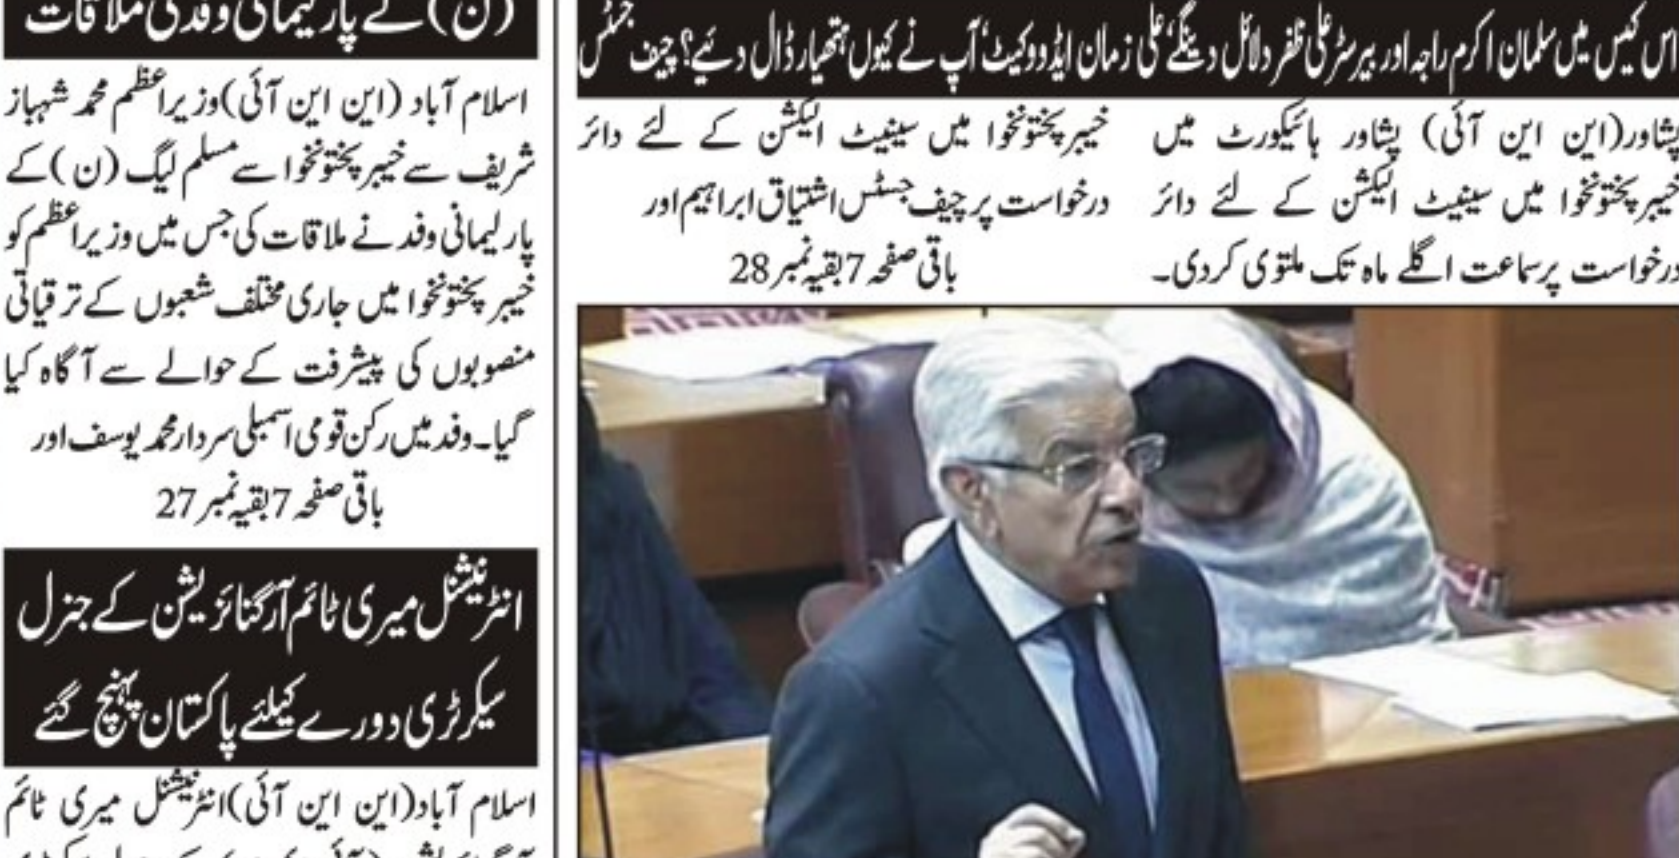 اس کیس میں سلمان اکرم راجہ اور بیرسٹر علی ظفر دلائل دینگے، علی زمان ایڈووکیٹ، آپ نے کیوں ہتھیار ڈال دئیے؟ چیف جسٹس
پشاور(این این آئی) پشاور ہائیکورٹ میں
خیبرپختونخوا میں سینیٹ الیکشن کے لئے دائر
درخواست پر سماعت اگلے ماہ تک ملتوی کردی۔
خیبرپختونخوا میں سینیٹ الیکشن کے لئے دائر
درخواست پر چیف جسٹس اشتیاق ابراہیم اور
باقی صفحہ 7 بقیہ نمبر 28
(ن) کے پارلیمانی وفد کی ملاقات
اسلام آباد (این این آئی)وزیراعظم محمد شہباز
شریف سے خیبر پختونخوا سے مسلم لیگ (ن) کے
پارلیمانی وفد نے ملاقات کی جس میں وزیراعظم کو
خیبر پختونخوا میں جاری مختلف شعبوں کے ترقیاتی
منصوبوں کی پیشرفت کے حوالے سے آگاہ کیا
گیا۔ وفد میں رکن قومی اسمبلی سردار محمد یوسف اور
باقی صفحہ 7 بقیہ نمبر 27
انٹرنیشنل میری ٹائم آرگنائزیشن کے جنرل
سیکرٹری دورے کیلئے پاکستان پہنچ گئے
اسلام آباد(این این آئی)انٹرنیشنل میری ٹائم